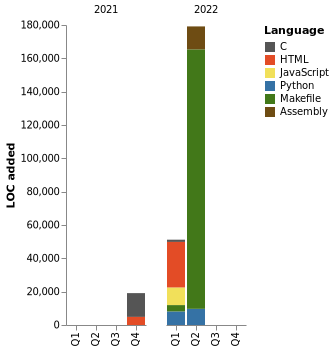 2021 2022
Language
C
HTML
JavaScript
Python
Makefile
Assembly
LOC added
180,000
160,000
140,000
120,000
100,000
80,000
60,000
40,000
20,000
0
Q1 Q2 Q3 Q4 Q1 Q2 Q3 Q4